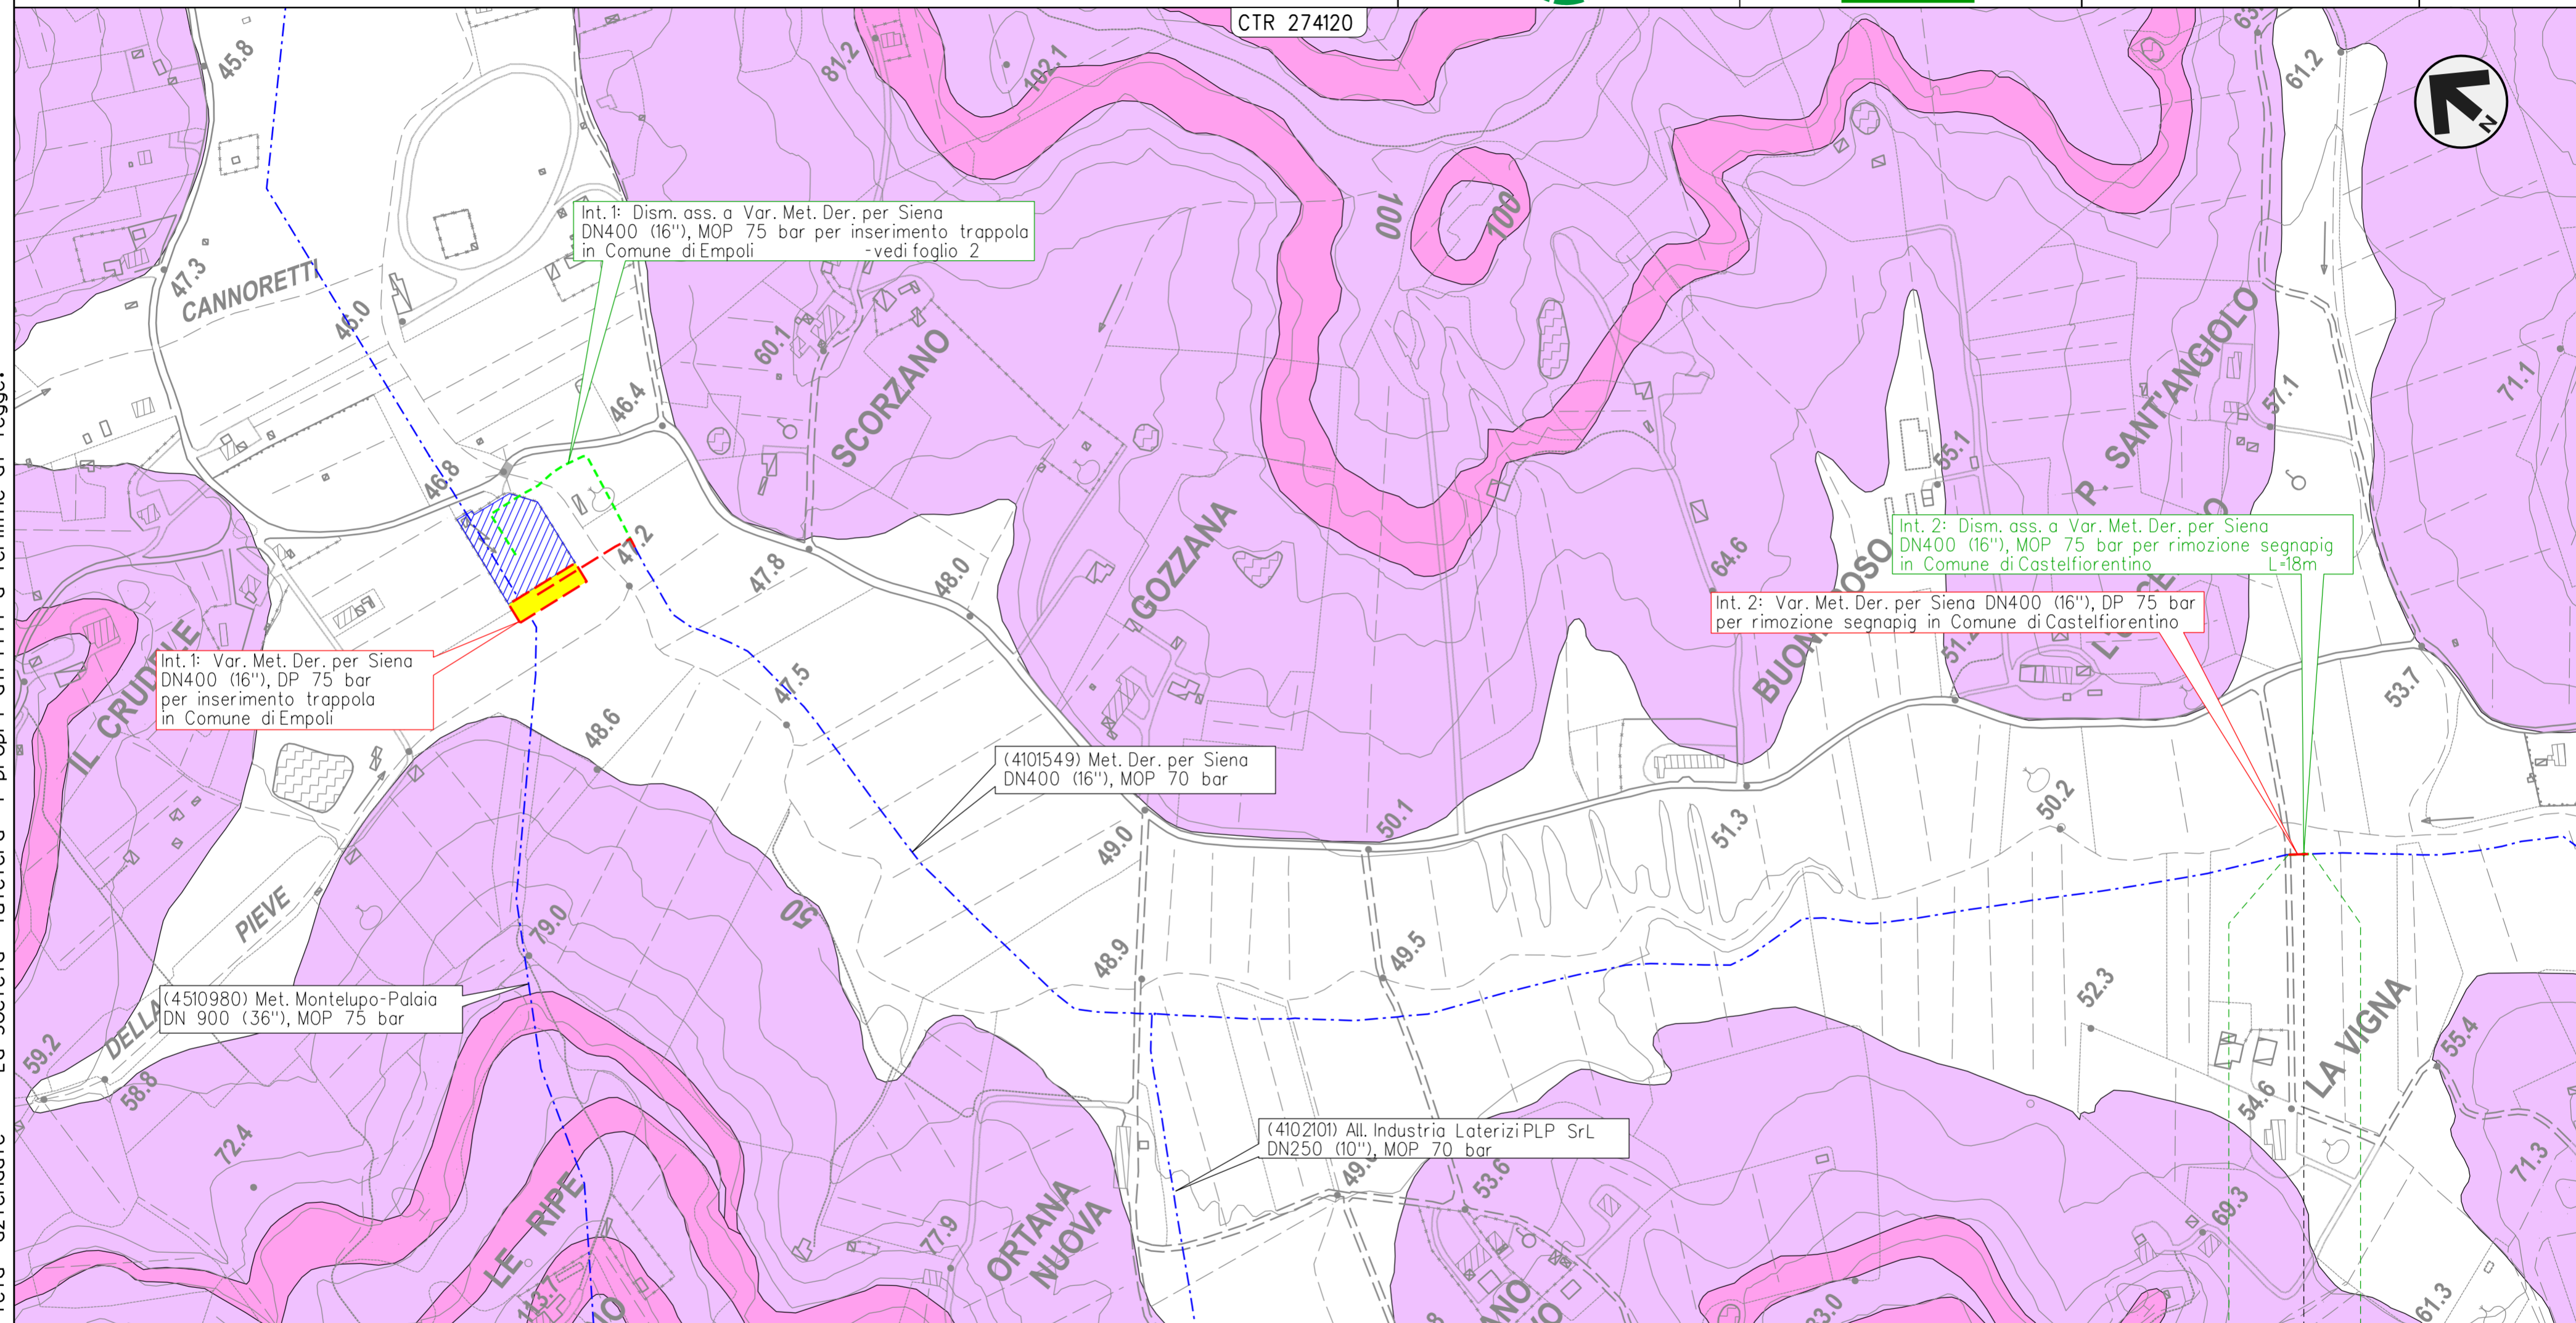 CTR 274120
N
45.8
81.2
102.1
61.2
47.3
CANNORETTI
46.0
Int. 1: Dism. ass. a Var. Met. Der. per Siena
DN400 (16"), MOP 75 bar per inserimento trappola
in Comune di Empoli -vedi foglio 2
100
100
60.1
SCORZANO
46.4
46.8
47.2
47.8
48.0
GOZZANA
64.6
55.1
P. SANT'ANGIOLO
57.1
71.1
Int. 2: Dism. ass. a Var. Met. Der. per Siena
DN400 (16"), MOP 75 bar per rimozione segnapig
in Comune di Castelfiorentino L=18m
Int. 2: Var. Met. Der. per Siena DN400 (16"), DP 75 bar
per rimozione segnapig in Comune di Castelfiorentino
53.7
IL CRUDELE
Int. 1: Var. Met. Der. per Siena
DN400 (16"), DP 75 bar
per inserimento trappola
in Comune di Empoli
47.5
48.6
(4101549) Met. Der. per Siena
DN400 (16"), MOP 70 bar
49.0
50.1
51.3
50.2
50
PIEVE
DELLA
79.0
48.9
49.5
52.3
LA VIGNA
55.4
54.6
(4510980) Met. Montelupo-Palaia
DN 900 (36"), MOP 75 bar
59.2
58.8
72.4
(4102101) All. Industria Laterizi PLP SrL
DN250 (10"), MOP 70 bar
53.6
71.3
69.3
LE RIPE
113.7
77.9
ORTANA
NUOVA
61.3